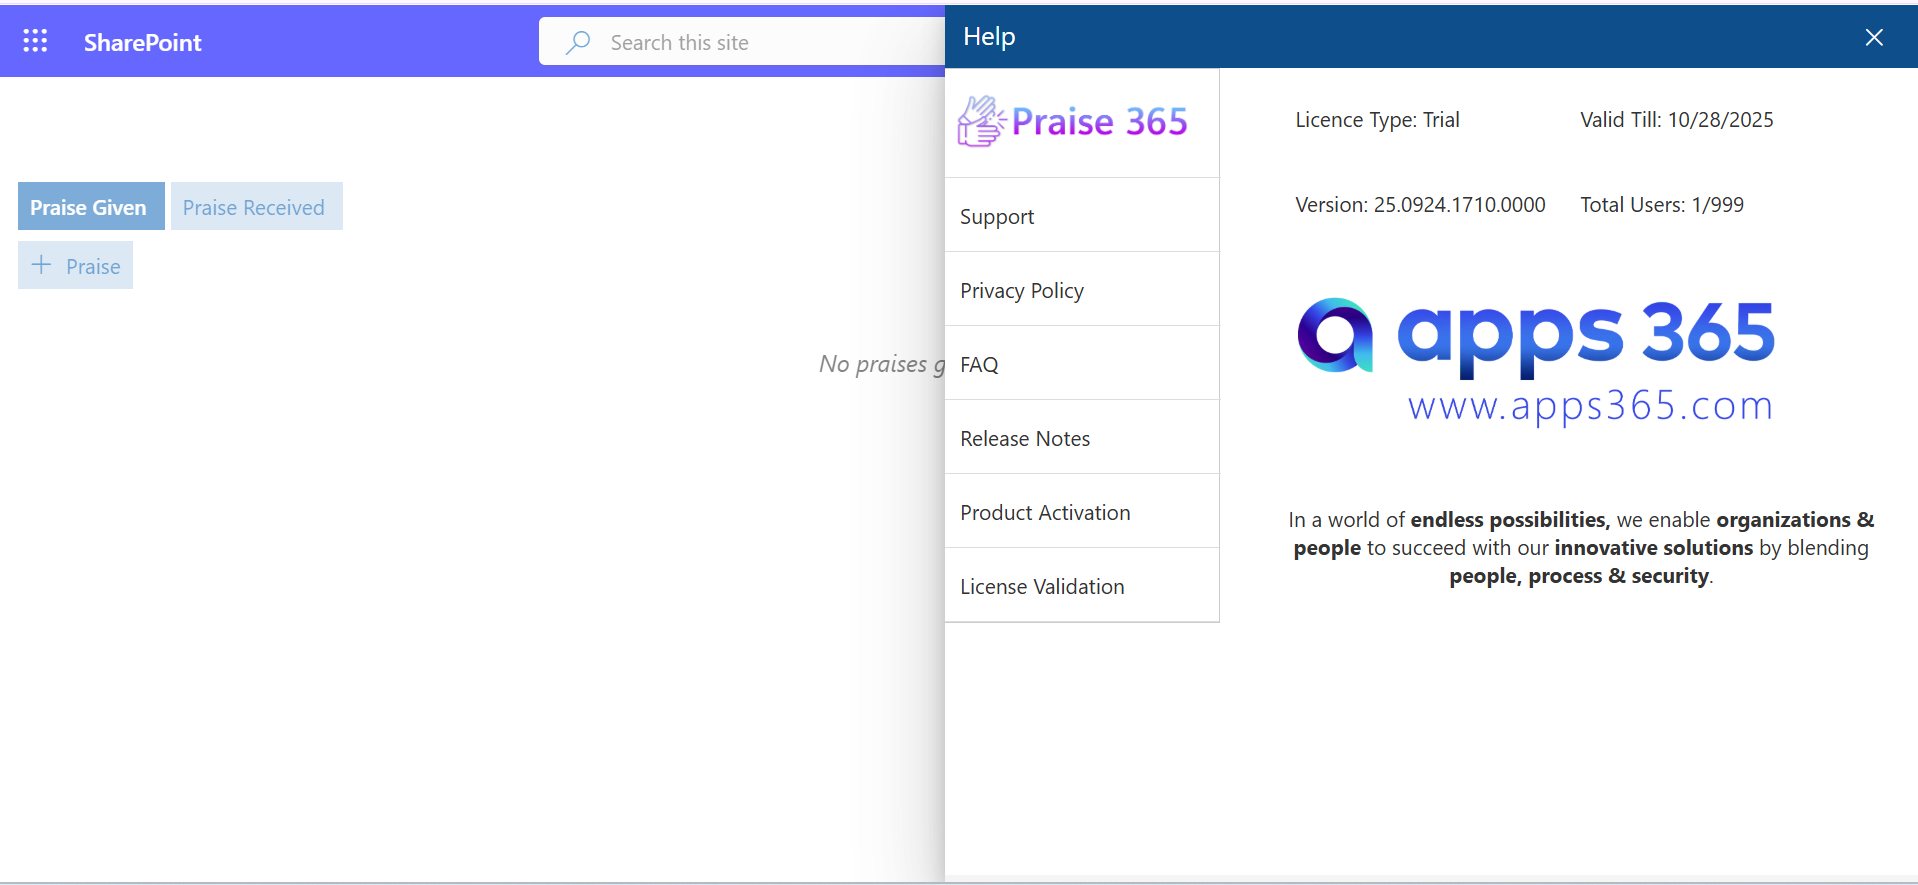 SharePoint
Search this site
Praise Given
Praise Received
Praise
No praises g
Help
Praise 365
Support
Privacy Policy
FAQ
Release Notes
Product Activation
License Validation
Licence Type: Trial
Valid Till: 10/28/2025
Version: 25.0924.1710.0000
Total Users: 1/999
apps 365
www.apps365.com
In a world of endless possibilities, we enable organizations &
people to succeed with our innovative solutions by blending
people, process & security.